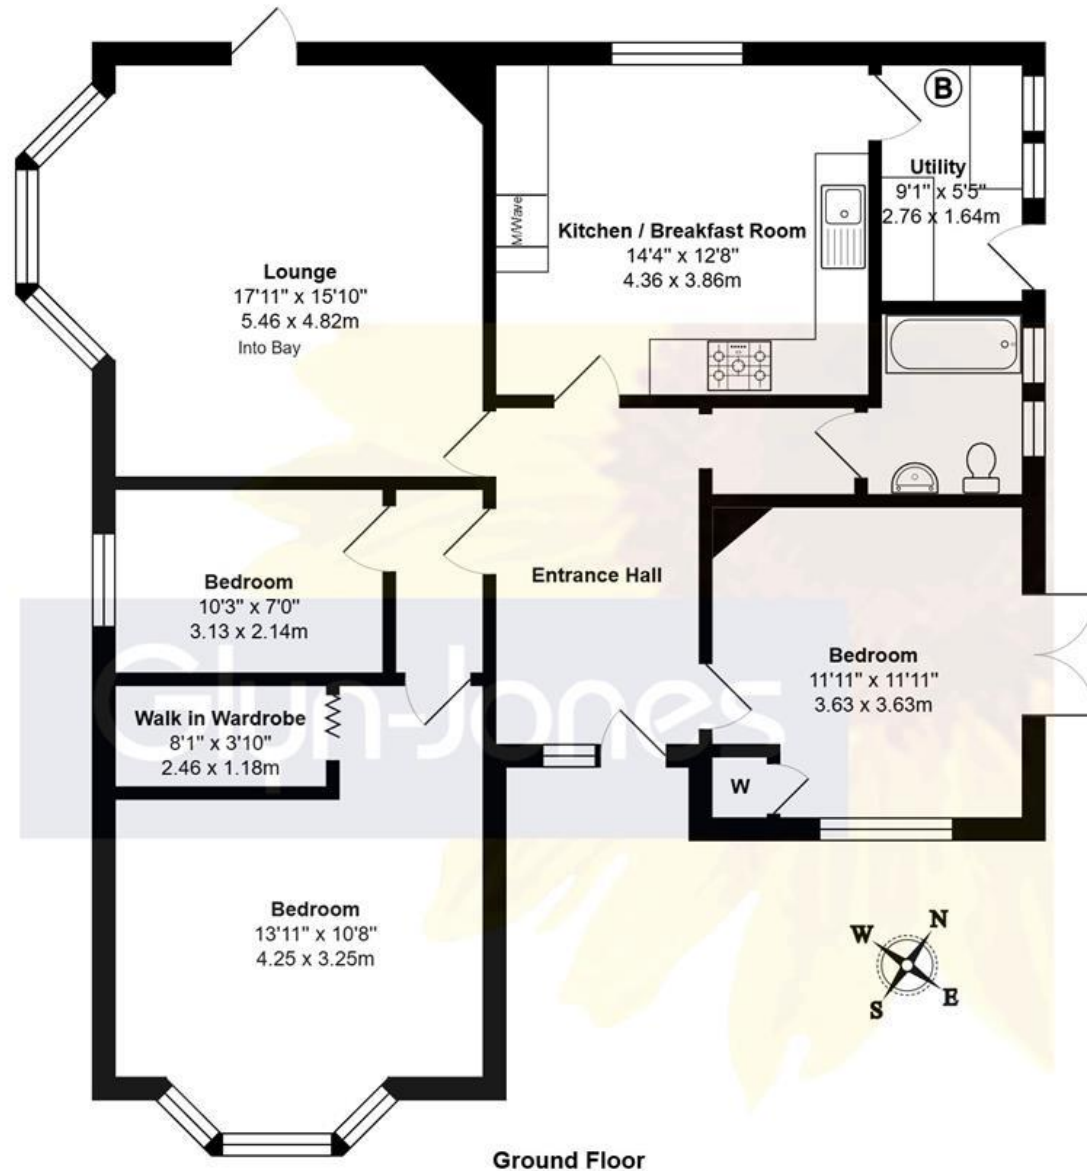 B
Utility
9'1" x 5'5"
2.76 x 1.64m
M/Wave
Kitchen / Breakfast Room
14'4" x 12'8"
4.36 x 3.86m
Lounge
17'11" x 15'10"
5.46 x 4.82m
Into Bay
Entrance Hall
Bedroom
10'3" x 7'0"
3.13 x 2.14m
Bedroom
11'11" x 11'11"
3.63 x 3.63m
Glyn-Jones
Walk in Wardrobe
8'1" x 3'10"
2.46 x 1.18m
W
Bedroom
13'11" x 10'8"
4.25 x 3.25m
W
N
S
E
Ground Floor